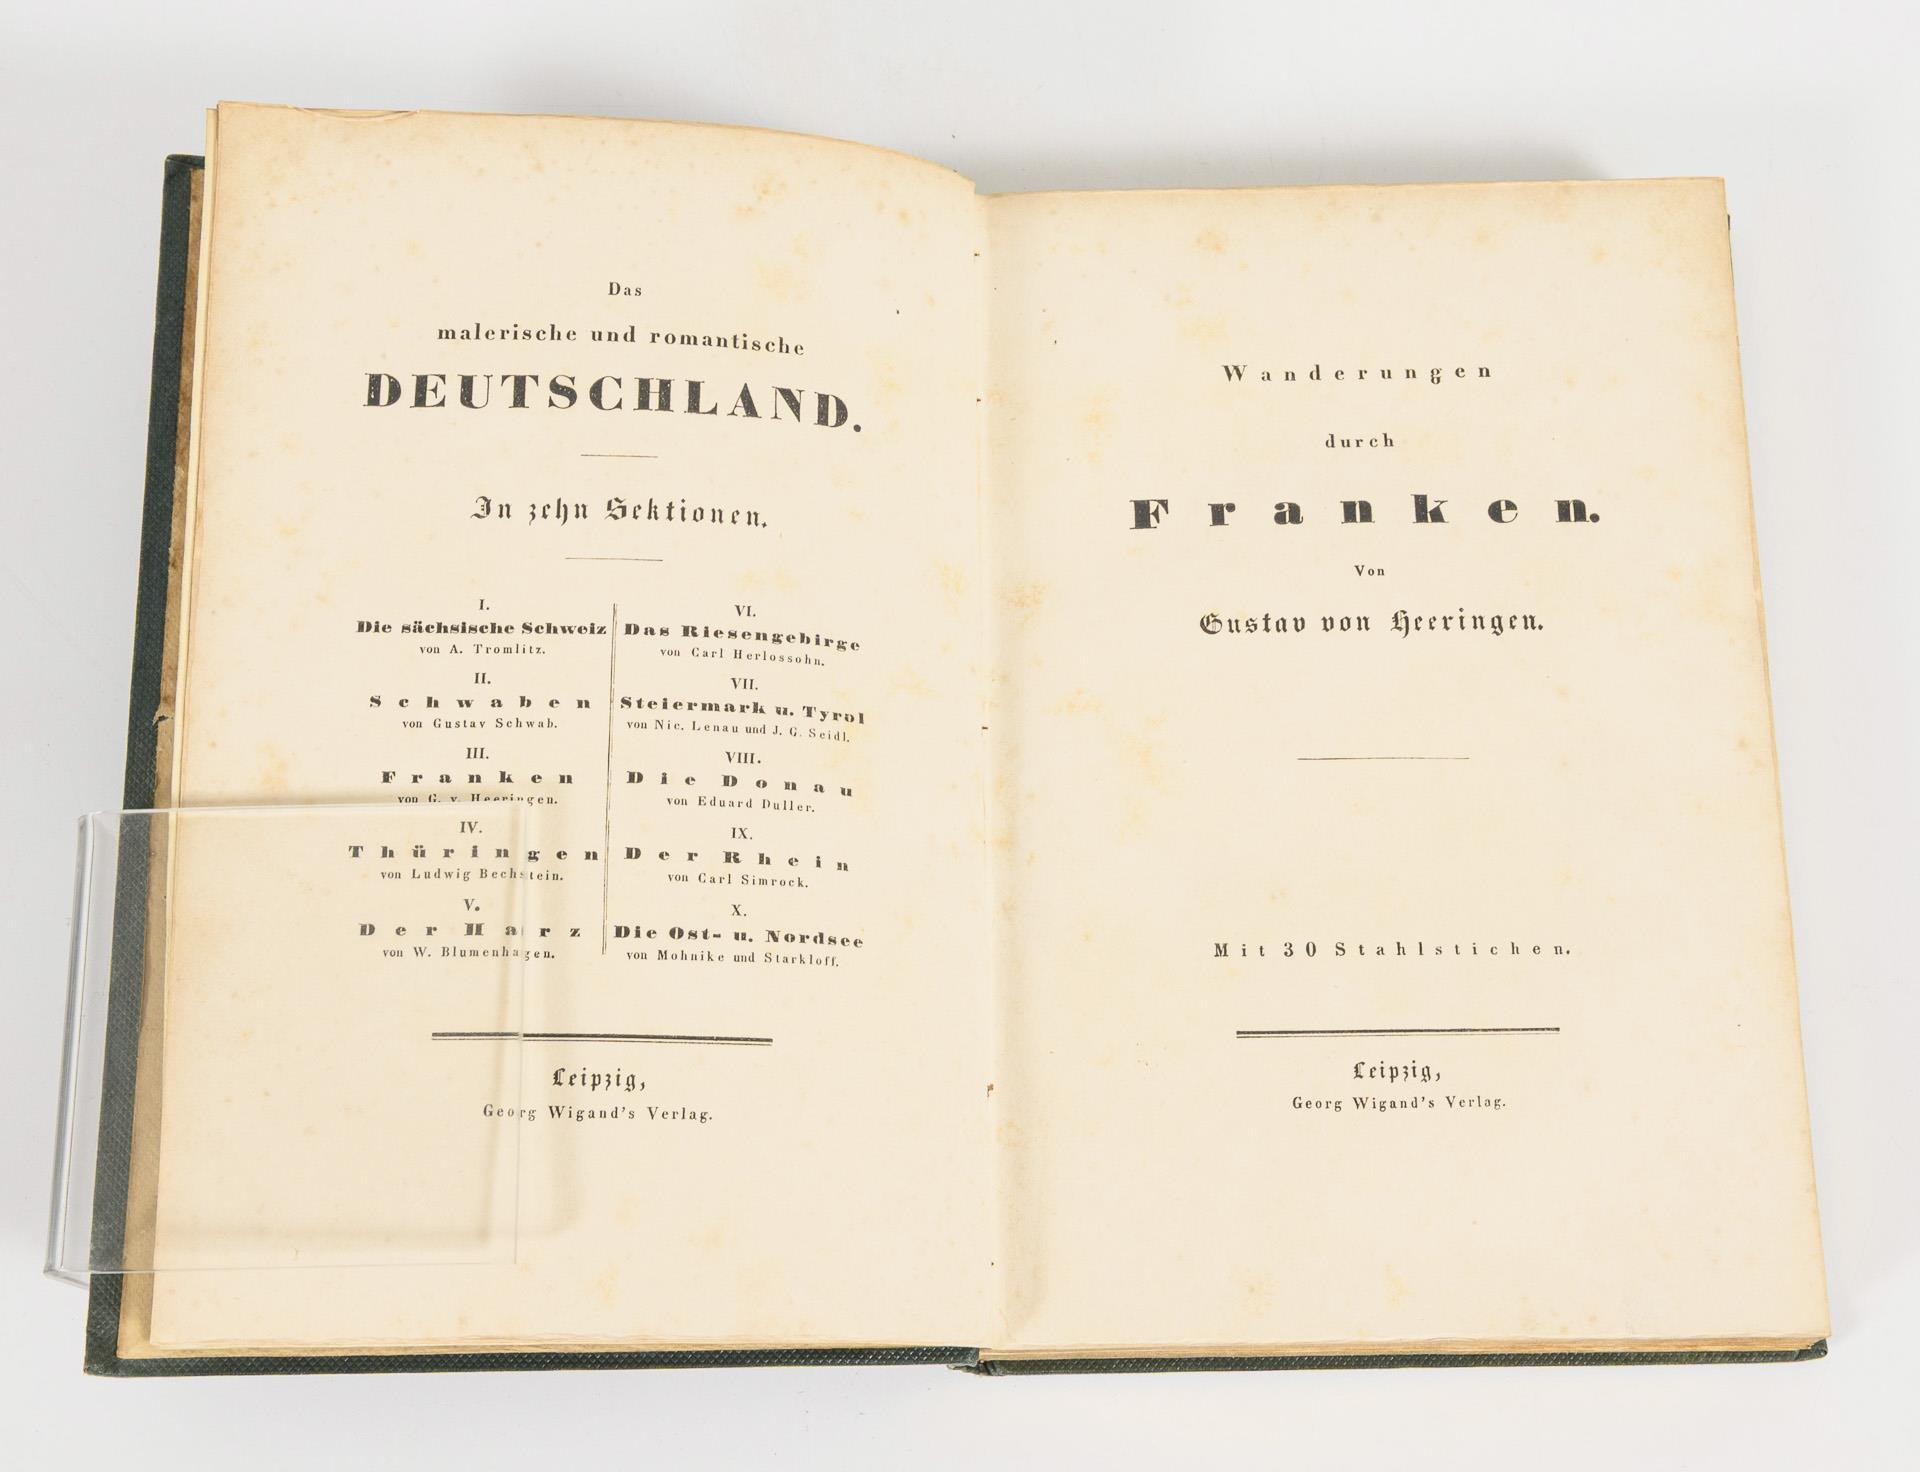 Das
malerische und romantische
DEUTSCHLAND.
In zehn Sektionen.
I.
Die sächsische Schweiz
von A. Tromlitz.
II.
Schwaben
von Gustav Schwab.
III.
Franken
von G. v. Heeringen.
IV.
Thüringen
von Ludwig Bechstein.
V.
Der Harz
von W. Blumenhagen.
VI.
Das Riesengebirge
von Carl Herlossohn.
VII.
Steiermark u. Tyrol
von Nic. Lenau und J. G. Seidl.
VIII.
Die Donau
von Eduard Duller.
IX.
Der Rhein
von Carl Simrock.
X.
Die Ost- u. Nordsee
von Mohnike und Starkloff.
Leipzig,
Georg Wigand's Verlag.
Wanderungen
durch
Franken.
Von
Gustav von Heeringen.
Mit 30 Stahlstichen.
Leipzig,
Georg Wigand's Verlag.